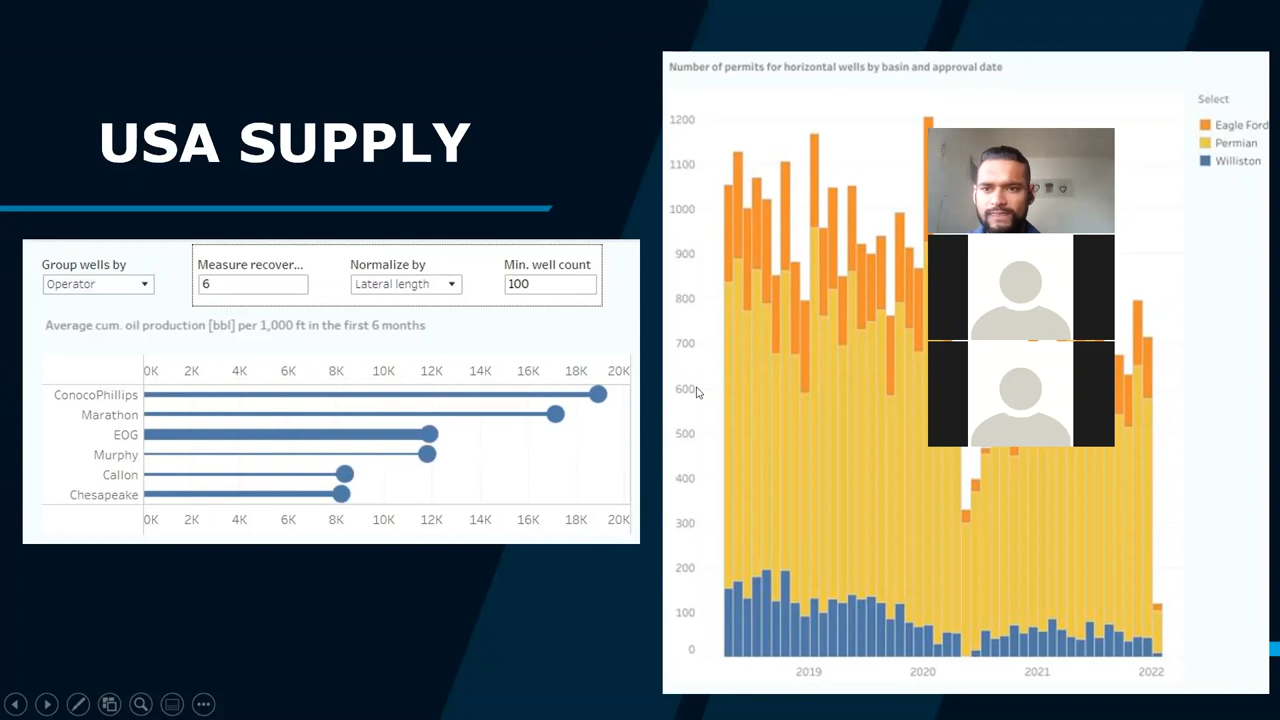 USA SUPPLY
Group wells by
Measure recover...
Normalize by
Min. well count
Operator
6
Lateral length
100
Average cum. oil production [bbl] per 1,000 ft in the first 6 months
0K 2K 4K 6K 8K 10K 12K 14K 16K 18K 20K
ConocoPhillips
Marathon
EOG
Murphy
Callon
Chesapeake
0K 2K 4K 6K 8K 10K 12K 14K 16K 18K 20K
Number of permits for horizontal wells by basin and approval date
Select
Eagle Ford
Permian
Williston
1200
1100
1000
900
800
700
600
500
400
300
200
100
0
2019 2020 2021 2022